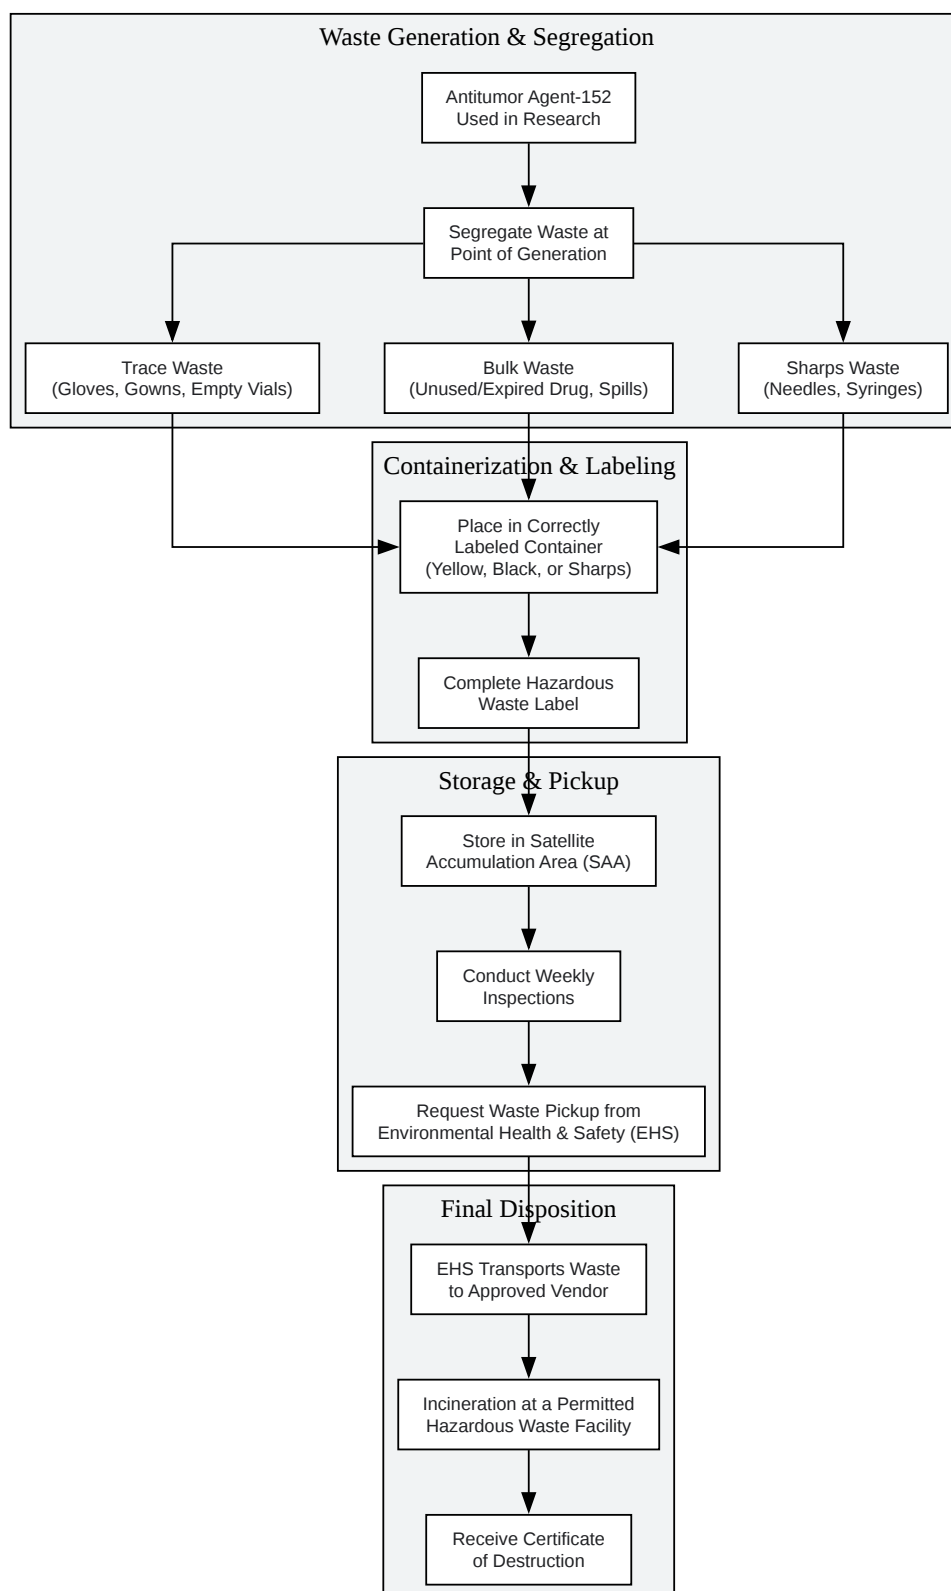 Waste Generation & Segregation
Antitumor Agent-152
Used in Research
Segregate Waste at
Point of Generation
Trace Waste
(Gloves, Gowns, Empty Vials)
Bulk Waste
(Unused/Expired Drug, Spills)
Sharps Waste
(Needles, Syringes)
Containerization & Labeling
Place in Correctly
Labeled Container
(Yellow, Black, or Sharps)
Complete Hazardous
Waste Label
Storage & Pickup
Store in Satellite
Accumulation Area (SAA)
Conduct Weekly
Inspections
Request Waste Pickup from
Environmental Health & Safety (EHS)
Final Disposition
EHS Transports Waste
to Approved Vendor
Incineration at a Permitted
Hazardous Waste Facility
Receive Certificate
of Destruction